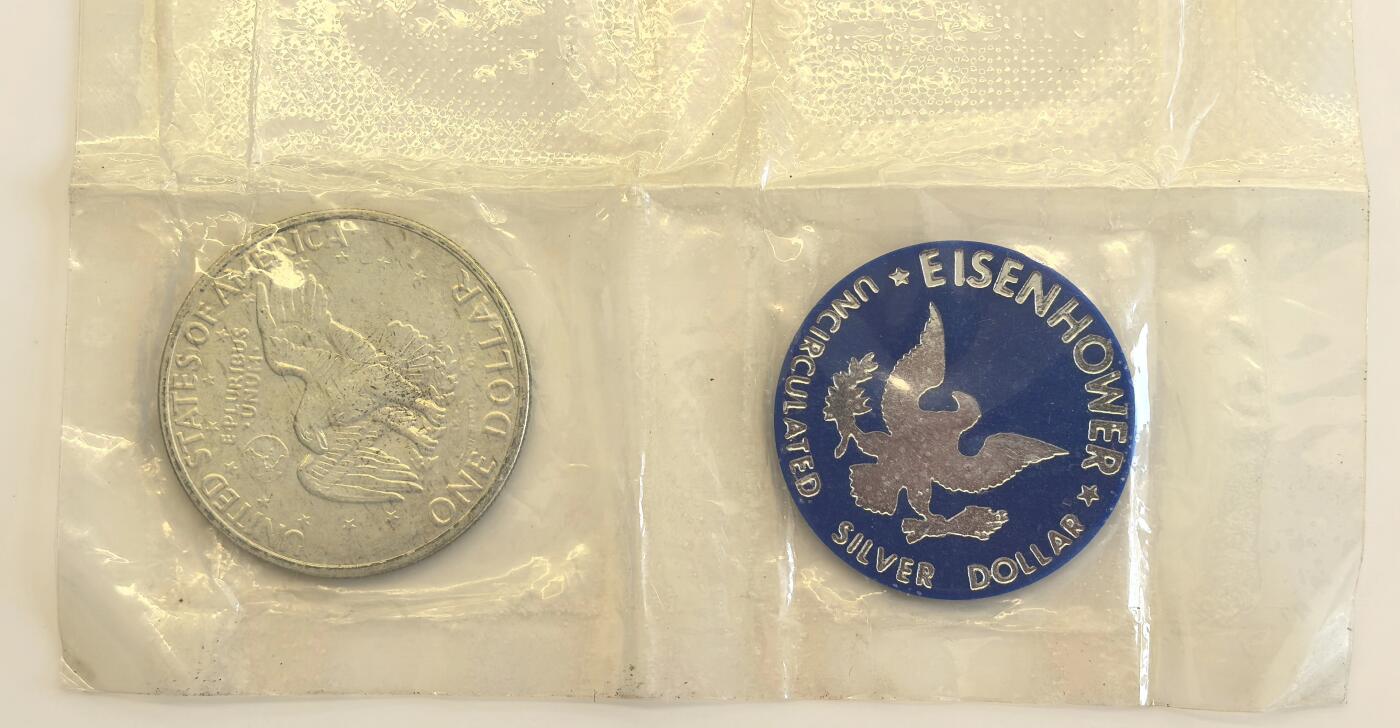 UNITED STATES OF AMERICA
E PLURIBUS
UNUM
ONE DOLLAR
EISENHOWER
UNCIRCULATED
SILVER DOLLAR